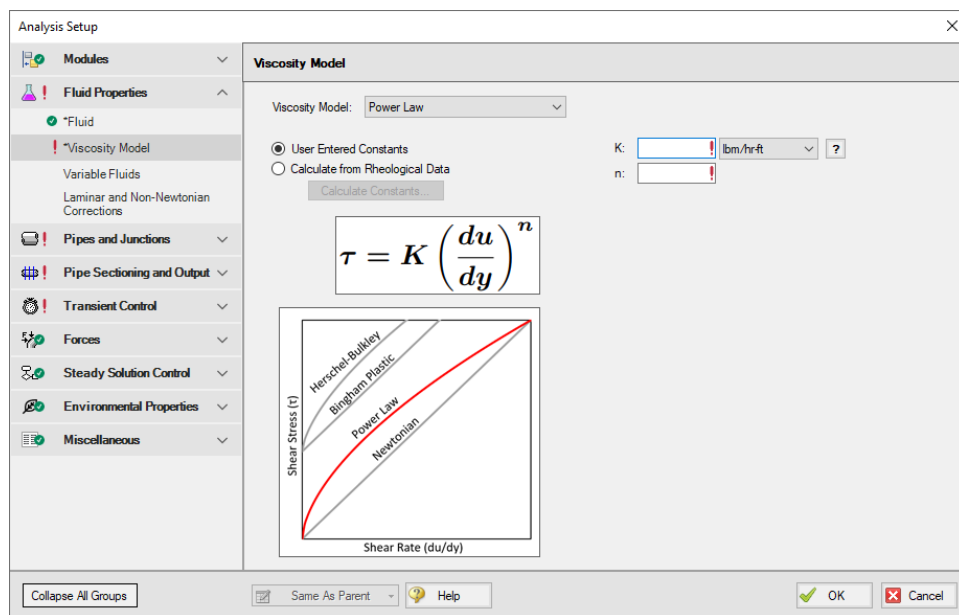 Analysis Setup
Modules
Fluid Properties
*Fluid
*Viscosity Model
Variable Fluids
Laminar and Non-Newtonian
Corrections
Pipes and Junctions
Pipe Sectioning and Output
Transient Control
Forces
Steady Solution Control
Environmental Properties
Miscellaneous
Viscosity Model
Viscosity Model: Power Law
User Entered Constants
Calculate from Rheological Data
Calculate Constants...
K: ! lbm/hr-ft ?
n: !
τ = K (du/dy)^n
Herschel-Bulkley
Bingham Plastic
Power Law
Newtonian
Shear Stress (τ)
Shear Rate (du/dy)
Collapse All Groups
Same As Parent
Help
OK
Cancel